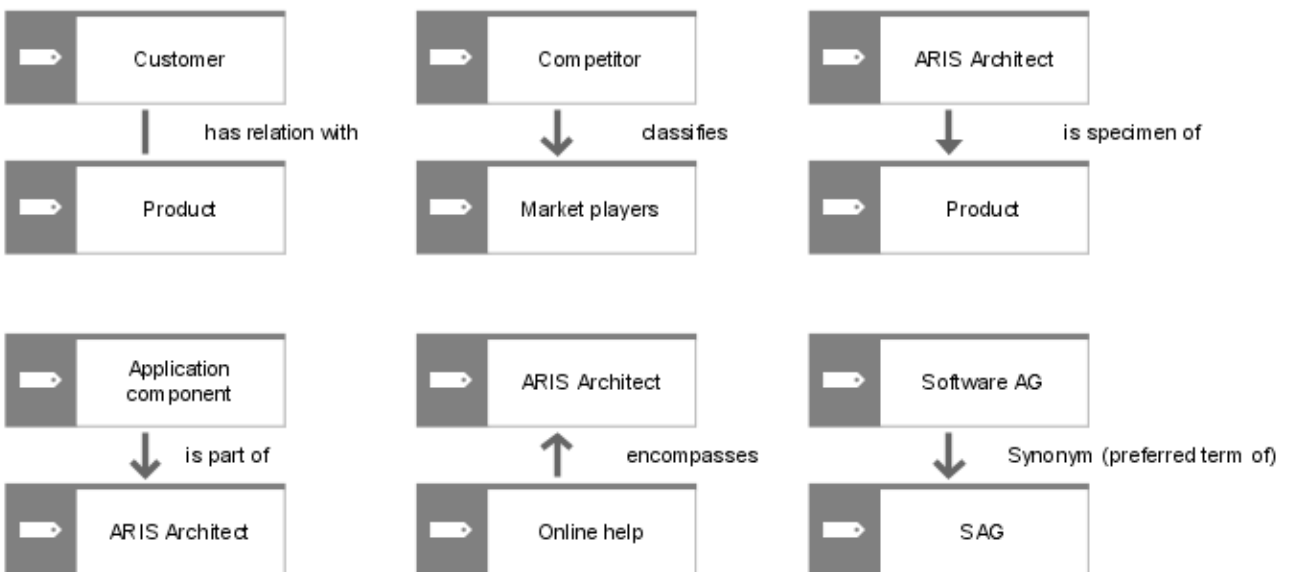 Customer
Competitor
ARIS Architect
has relation with
classifies
is specimen of
Product
Market players
Product
Application
component
ARIS Architect
Software AG
is part of
encompasses
Synonym (preferred term of)
ARIS Architect
Online help
SAG